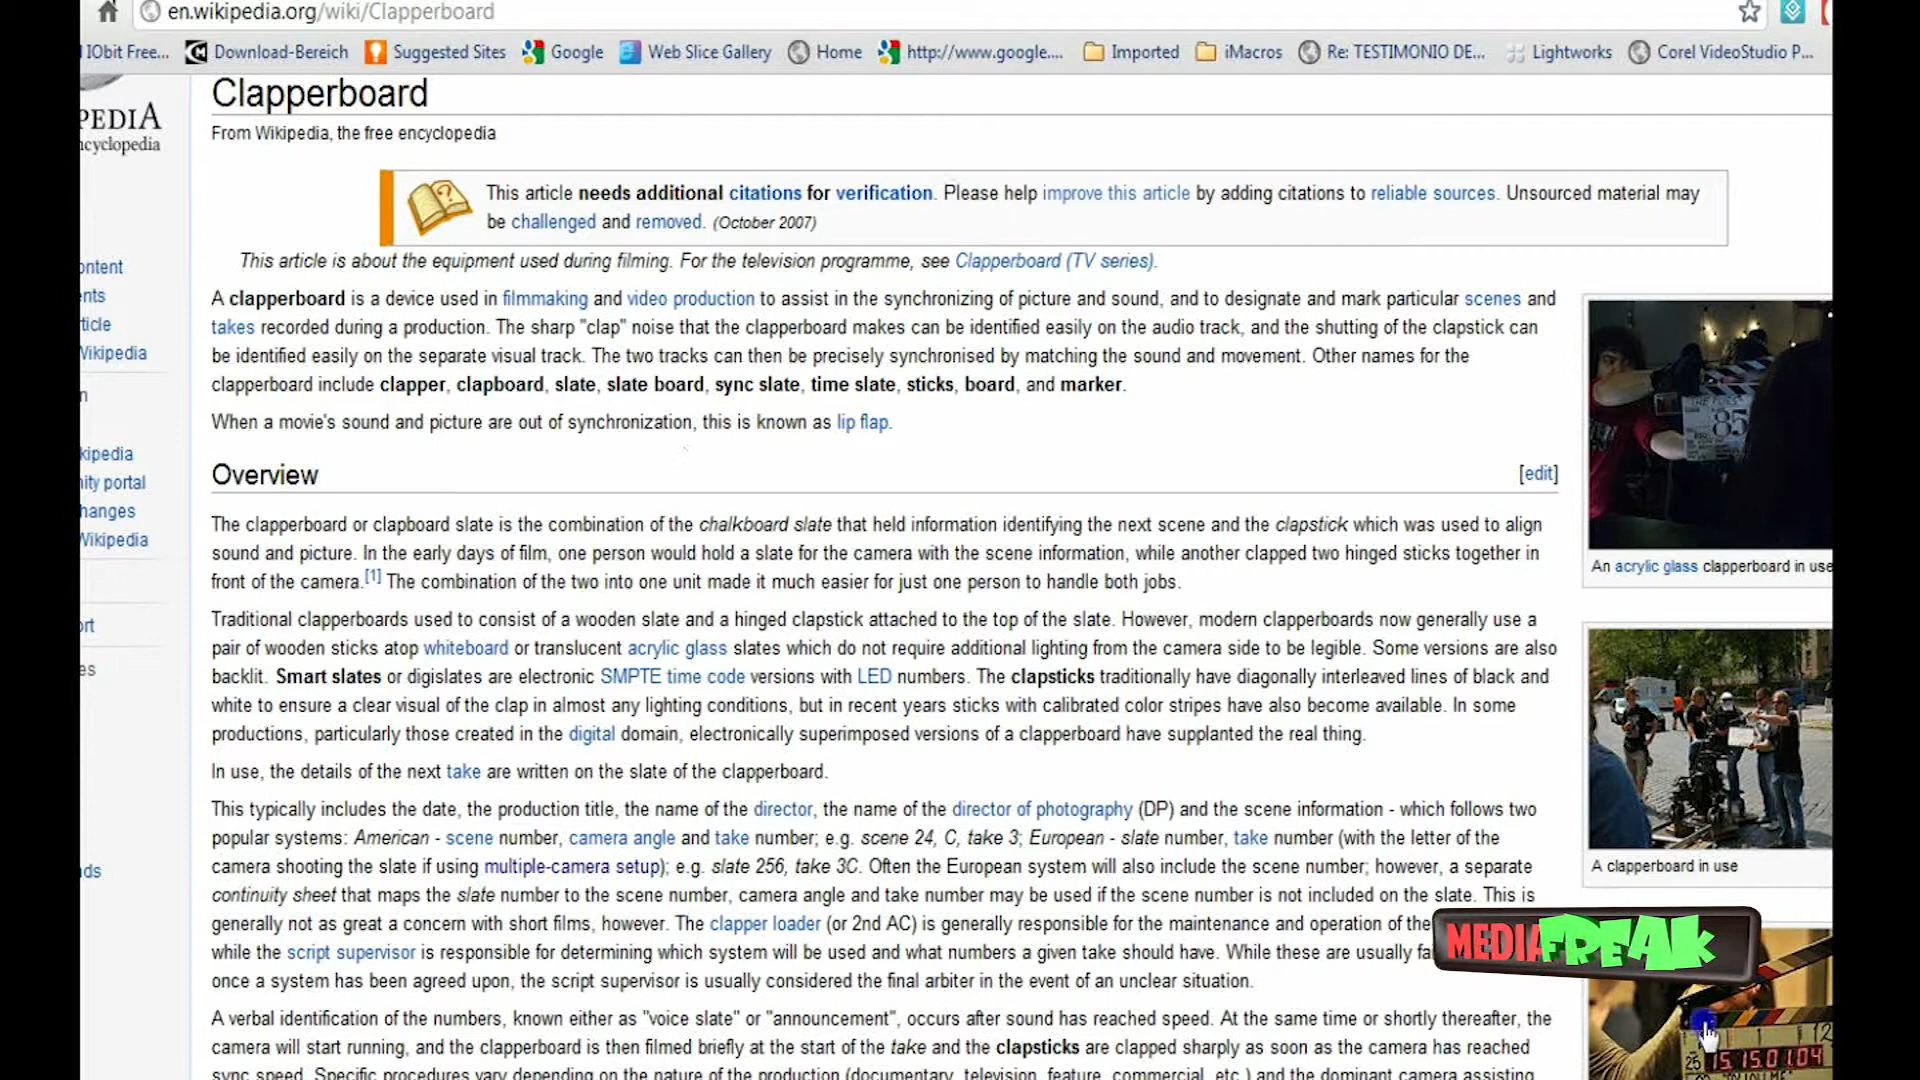 en.wikipedia.org/wiki/Clapperboard
IObit Free... Download-Bereich Suggested Sites Google Web Slice Gallery Home http://www.google.... Imported iMacros Re: TESTIMONIO DE... Lightworks Corel VideoStudio P...
PEDIA
ncyclopedia
ontent
ents
rticle
Wikipedia
n
kipedia
nity portal
hanges
Wikipedia
ort
es
ds
Clapperboard
From Wikipedia, the free encyclopedia
This article needs additional citations for verification. Please help improve this article by adding citations to reliable sources. Unsourced material may
be challenged and removed. (October 2007)
This article is about the equipment used during filming. For the television programme, see Clapperboard (TV series).
A clapperboard is a device used in filmmaking and video production to assist in the synchronizing of picture and sound, and to designate and mark particular scenes and
takes recorded during a production. The sharp "clap" noise that the clapperboard makes can be identified easily on the audio track, and the shutting of the clapstick can
be identified easily on the separate visual track. The two tracks can then be precisely synchronised by matching the sound and movement. Other names for the
clapperboard include clapper, clapboard, slate, slate board, sync slate, time slate, sticks, board, and marker.
When a movie's sound and picture are out of synchronization, this is known as lip flap.
Overview [edit]
The clapperboard or clapboard slate is the combination of the chalkboard slate that held information identifying the next scene and the clapstick which was used to align
sound and picture. In the early days of film, one person would hold a slate for the camera with the scene information, while another clapped two hinged sticks together in
front of the camera.[1] The combination of the two into one unit made it much easier for just one person to handle both jobs.
Traditional clapperboards used to consist of a wooden slate and a hinged clapstick attached to the top of the slate. However, modern clapperboards now generally use a
pair of wooden sticks atop whiteboard or translucent acrylic glass slates which do not require additional lighting from the camera side to be legible. Some versions are also
backlit. Smart slates or digislates are electronic SMPTE time code versions with LED numbers. The clapsticks traditionally have diagonally interleaved lines of black and
white to ensure a clear visual of the clap in almost any lighting conditions, but in recent years sticks with calibrated color stripes have also become available. In some
productions, particularly those created in the digital domain, electronically superimposed versions of a clapperboard have supplanted the real thing.
In use, the details of the next take are written on the slate of the clapperboard.
This typically includes the date, the production title, the name of the director, the name of the director of photography (DP) and the scene information - which follows two
popular systems: American - scene number, camera angle and take number; e.g. scene 24, C, take 3; European - slate number, take number (with the letter of the
camera shooting the slate if using multiple-camera setup); e.g. slate 256, take 3C. Often the European system will also include the scene number; however, a separate
continuity sheet that maps the slate number to the scene number, camera angle and take number may be used if the scene number is not included on the slate. This is
generally not as great a concern with short films, however. The clapper loader (or 2nd AC) is generally responsible for the maintenance and operation of the
while the script supervisor is responsible for determining which system will be used and what numbers a given take should have. While these are usually fa
once a system has been agreed upon, the script supervisor is usually considered the final arbiter in the event of an unclear situation.
A verbal identification of the numbers, known either as "voice slate" or "announcement", occurs after sound has reached speed. At the same time or shortly thereafter, the
camera will start running, and the clapperboard is then filmed briefly at the start of the take and the clapsticks are clapped sharply as soon as the camera has reached
sync speed. Specific procedures vary depending on the nature of the production (documentary, television, feature, commercial, etc.) and the dominant camera assisting
85
An acrylic glass clapperboard in use
A clapperboard in use
MEDIAFREAK
25 15:15:01:04